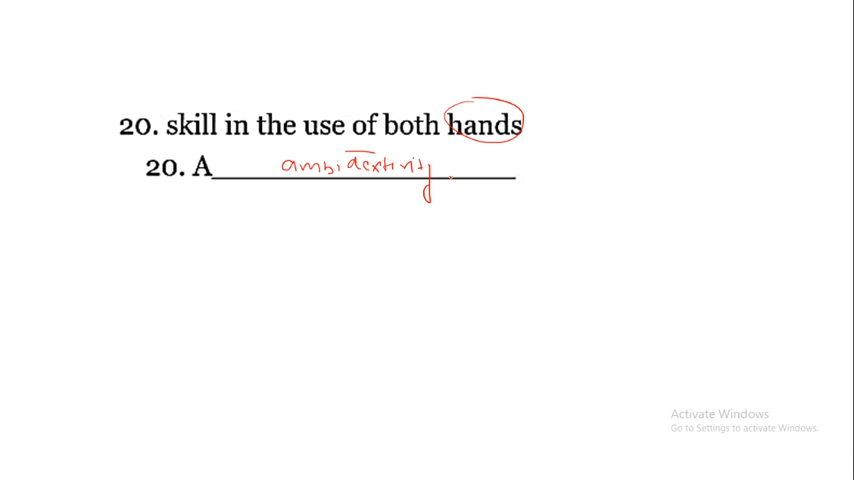 20. skill in the use of both hands
20. A ambidextrity
Activate Windows
Go to Settings to activate Windows.